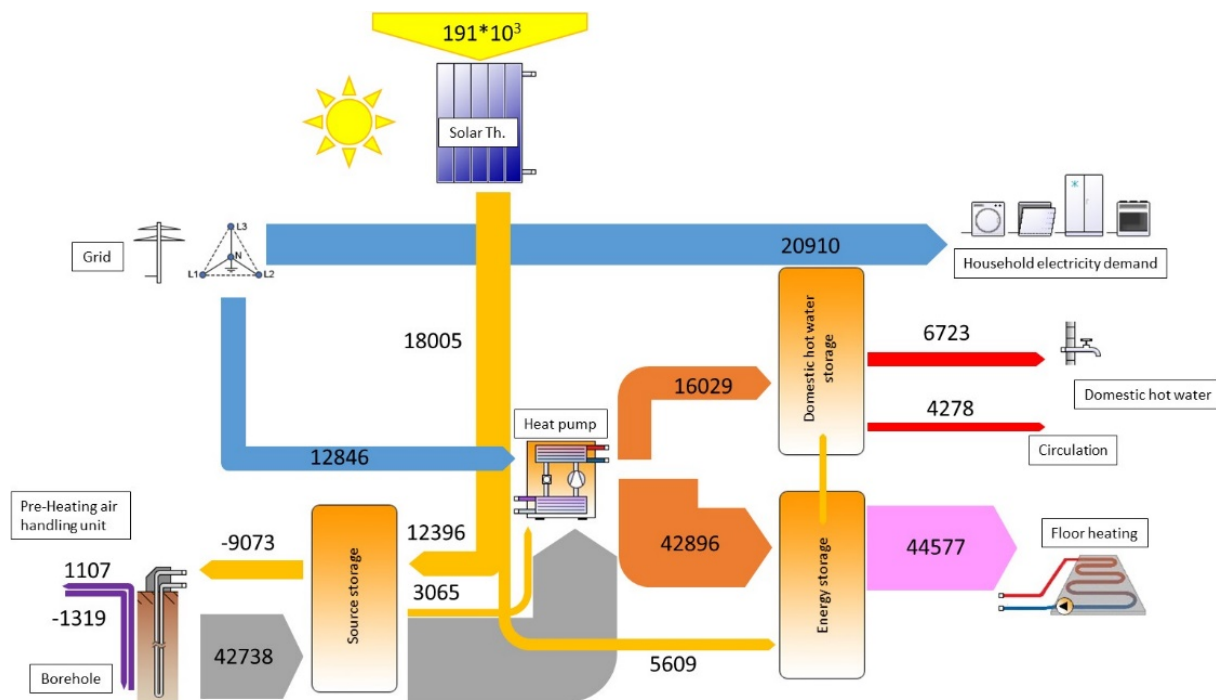 191*10³
Solar Th.
L3
N
L1
L2
Grid
20910
Household electricity demand
18005
Domestic hot water
storage
6723
Domestic hot water
16029
4278
Circulation
Heat pump
12846
Pre-Heating air
handling unit
-9073
12396
Source storage
42896
Energy storage
44577
Floor heating
1107
-1319
3065
42738
5609
Borehole